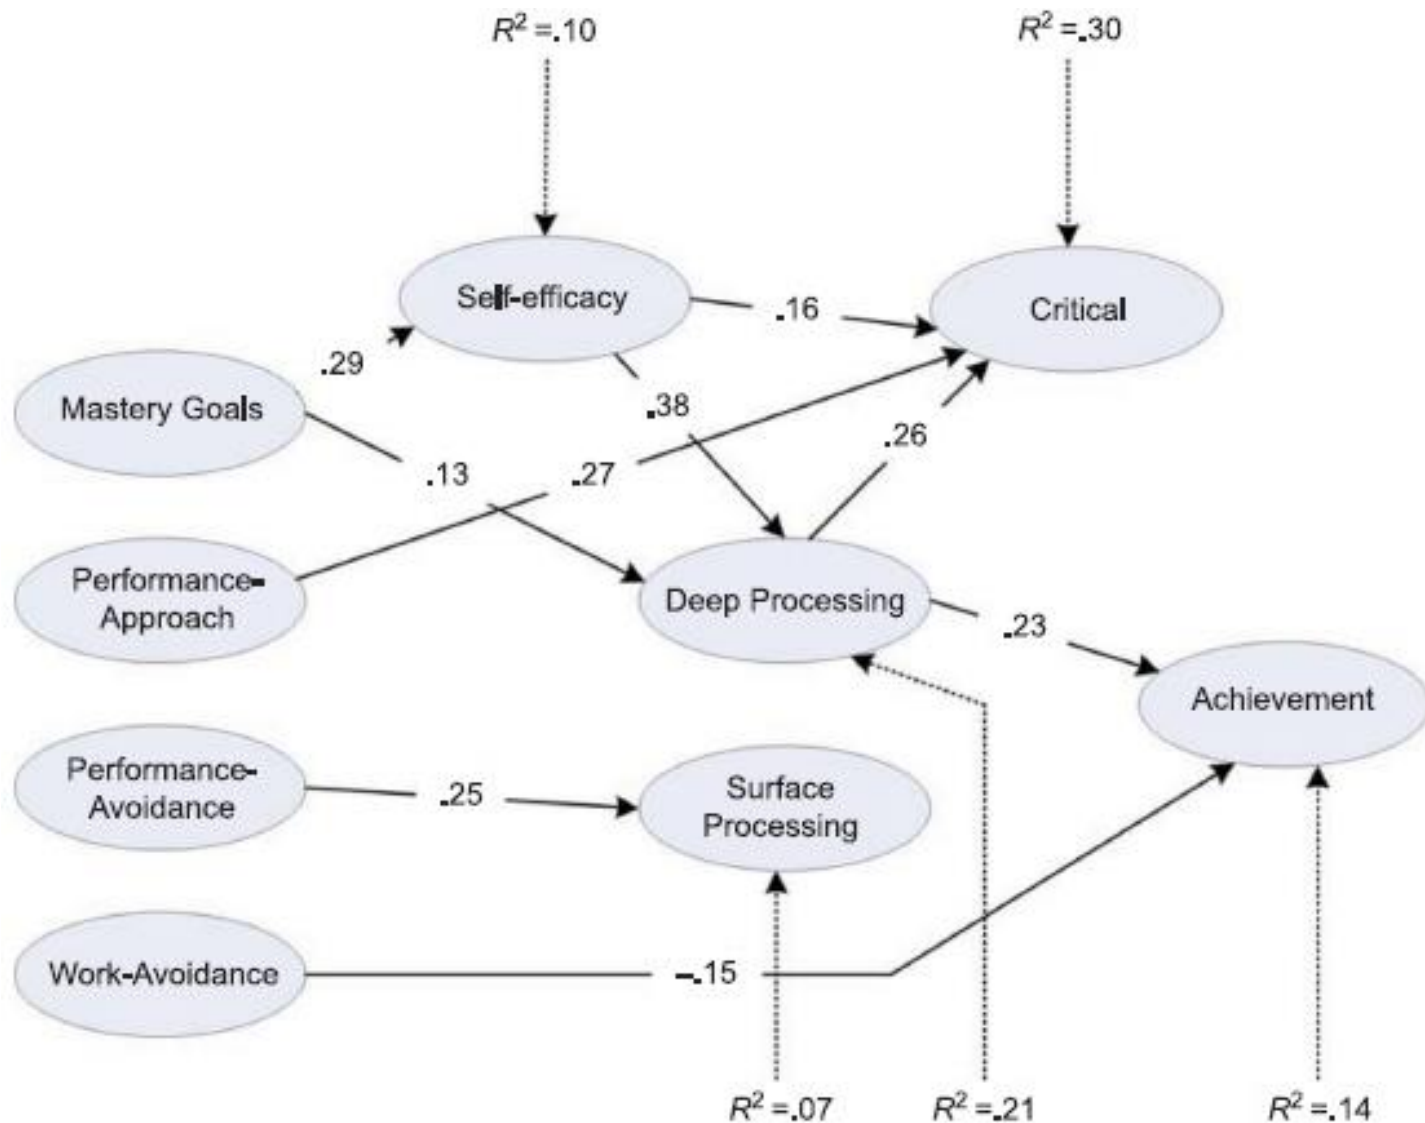 R² =.10
R² =.30
Self-efficacy
.16
Critical
.29
Mastery Goals
.38
.26
.13
.27
Performance-
Approach
Deep Processing
.23
Achievement
Performance-
Avoidance
.25
Surface
Processing
Work-Avoidance
–.15
R² =.07
R² =.21
R² =.14